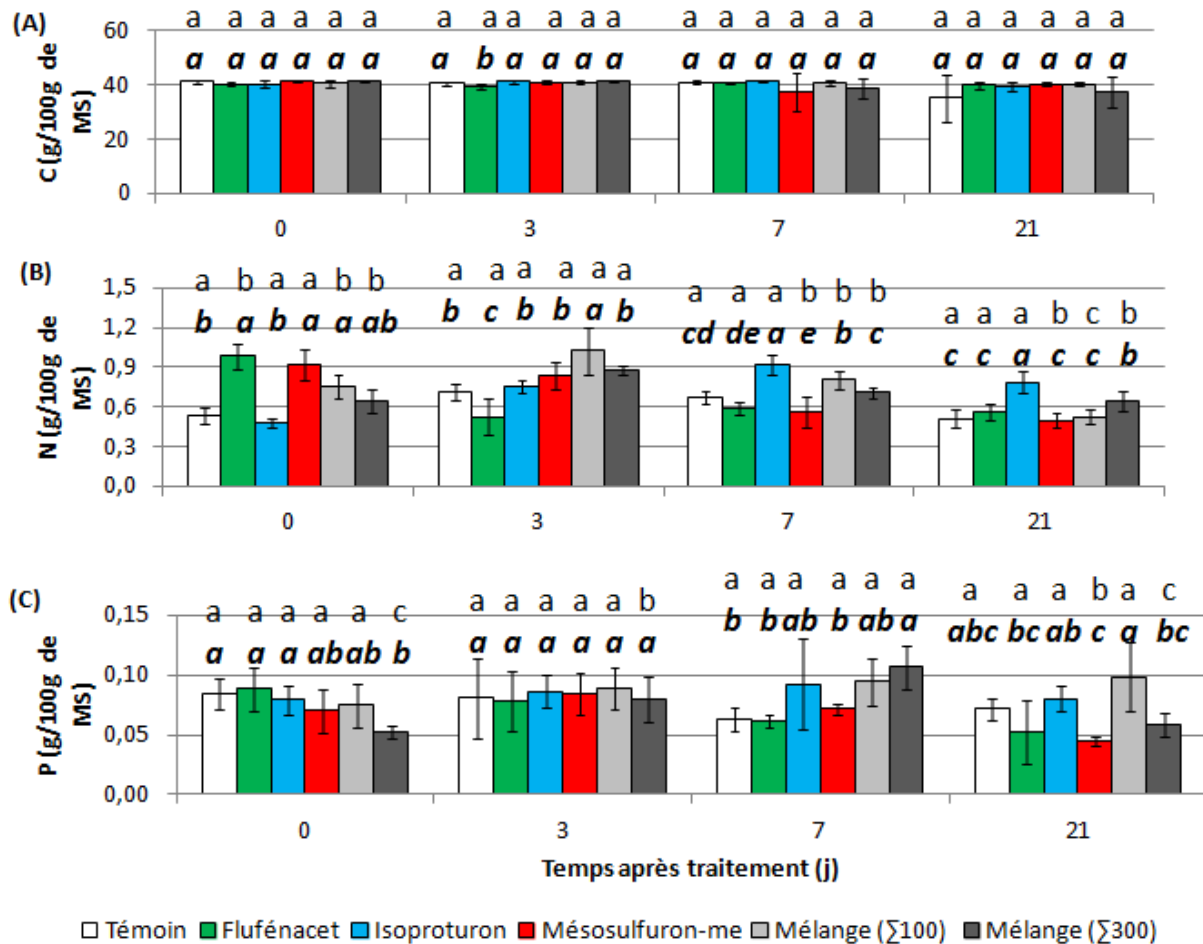 (A)
a a a a a a a a a a a a a a a a a a a a a a a a
a a a a a a a b a a a a a a a a a a a a a a a a
C (g/100g de MS)
60
40
20
0
0 3 7 21
(B)
a b a a b b a a a a a a a a a b b b a a a b c b
b a b a a ab b c b b a b cd de a e b c c c a c c b
N (g/100g de MS)
1,5
1,2
0,9
0,6
0,3
0,0
0 3 7 21
(C)
a a a a a c a a a a a b a a a a a a a a a b a c
a a a ab ab b a a a a a a b b ab b ab a abc bc ab c a bc
P (g/100g de MS)
0,15
0,10
0,05
0,00
0 3 7 21
Temps après traitement (j)
Témoin Flufénacet Isoproturon Mésosulfuron-me Mélange (∑100) Mélange (∑300)